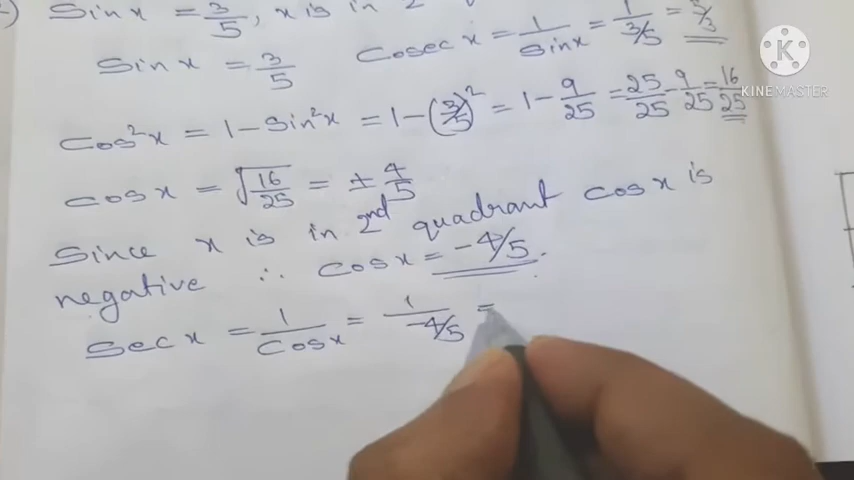 Sin x = 3/5, x is in 2
Sin x = 3/5 Cosec x = 1/Sin x = 1/(3/5) = 5/3
Cos²x = 1 - Sin²x = 1 - (3/5)² = 1 - 9/25 = 25/25 - 9/25 = 16/25
Cos x = √16/25 = ± 4/5
Since x is in 2nd quadrant Cos x is
negative ∴ Cos x = -4/5.
Sec x = 1/Cos x = 1/(-4/5) =
KINEMASTER